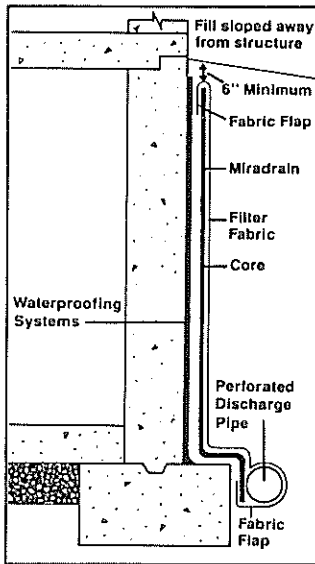 Fill sloped away
from structure
6" Minimum
Fabric Flap
Miradrain
Filter
Fabric
Core
Waterproofing
Systems
Perforated
Discharge
Pipe
Fabric
Flap